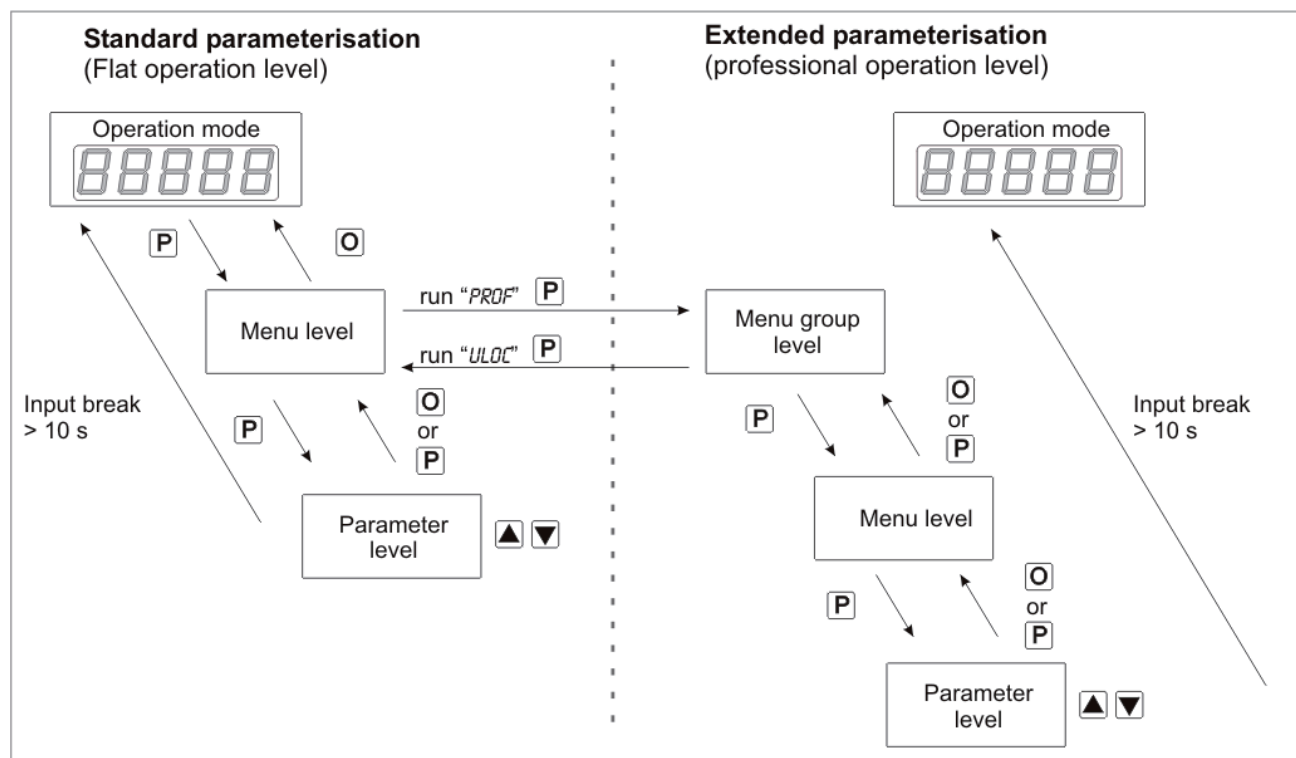 Standard parameterisation
(Flat operation level)
Operation mode
88888
P
O
Menu level
P
O
or
P
Input break
> 10 s
Parameter
level
▲ ▼
run “PROF” P
run “ULOC” P
Extended parameterisation
(professional operation level)
Operation mode
88888
Menu group
level
P
O
or
P
Menu level
P
O
or
P
Input break
> 10 s
Parameter
level
▲ ▼